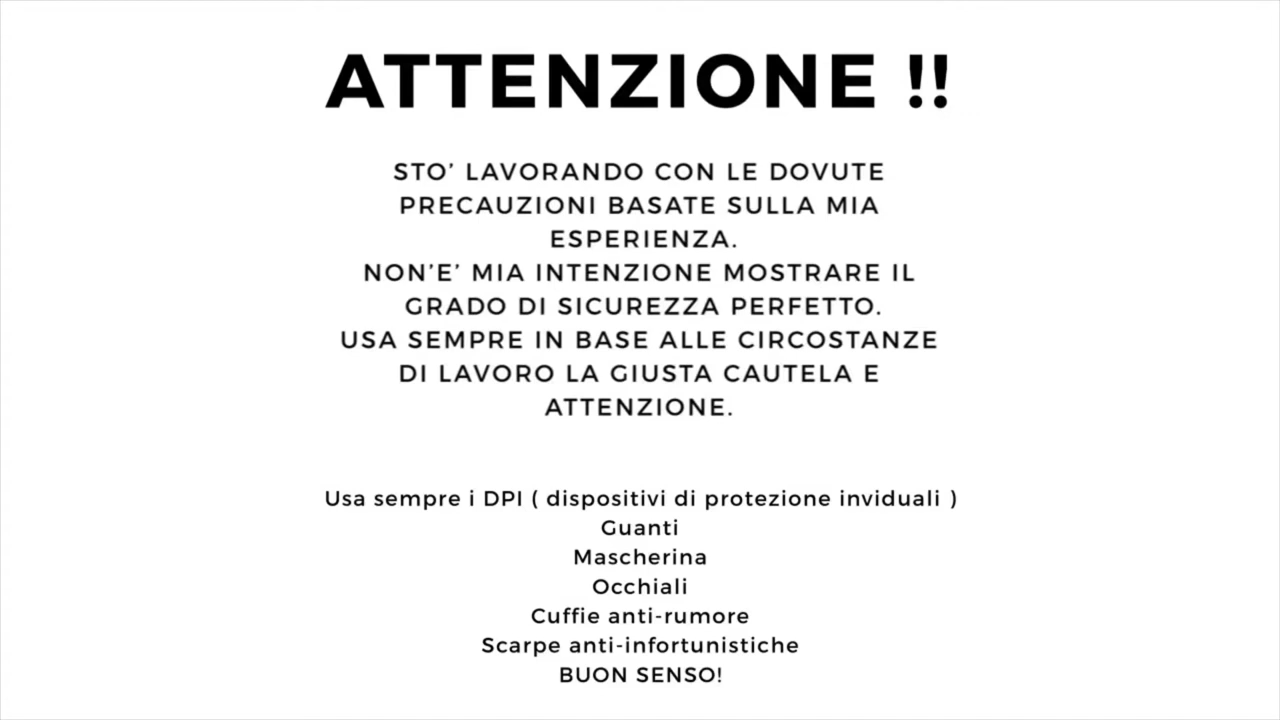 ATTENZIONE !!
STO’ LAVORANDO CON LE DOVUTE
PRECAUZIONI BASATE SULLA MIA
ESPERIENZA.
NON’E’ MIA INTENZIONE MOSTRARE IL
GRADO DI SICUREZZA PERFETTO.
USA SEMPRE IN BASE ALLE CIRCOSTANZE
DI LAVORO LA GIUSTA CAUTELA E
ATTENZIONE.
Usa sempre i DPI ( dispositivi di protezione inviduali )
Guanti
Mascherina
Occhiali
Cuffie anti-rumore
Scarpe anti-infortunistiche
BUON SENSO!